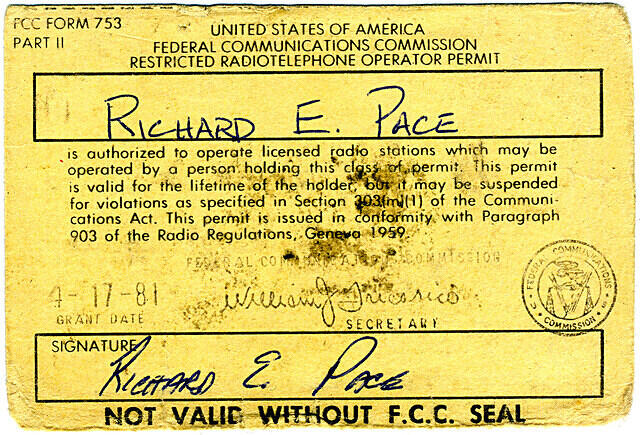 FCC FORM 753
PART II
UNITED STATES OF AMERICA
FEDERAL COMMUNICATIONS COMMISSION
RESTRICTED RADIOTELEPHONE OPERATOR PERMIT
RICHARD E. PACE
is authorized to operate licensed radio stations which may be
operated by a person holding this class of permit. This permit
is valid for the lifetime of the holder, but it may be suspended
for violations as specified in Section 303(m)(1) of the Communi-
cations Act. This permit is issued in conformity with Paragraph
903 of the Radio Regulations, Geneva 1959.
FEDERAL COMMUNICATIONS COMMISSION
4-17-81
GRANT DATE
William J. Tricarico
SECRETARY
FEDERAL COMMUNICATIONS
COMMISSION
SIGNATURE
RICHARD E. PACE
NOT VALID WITHOUT F.C.C. SEAL